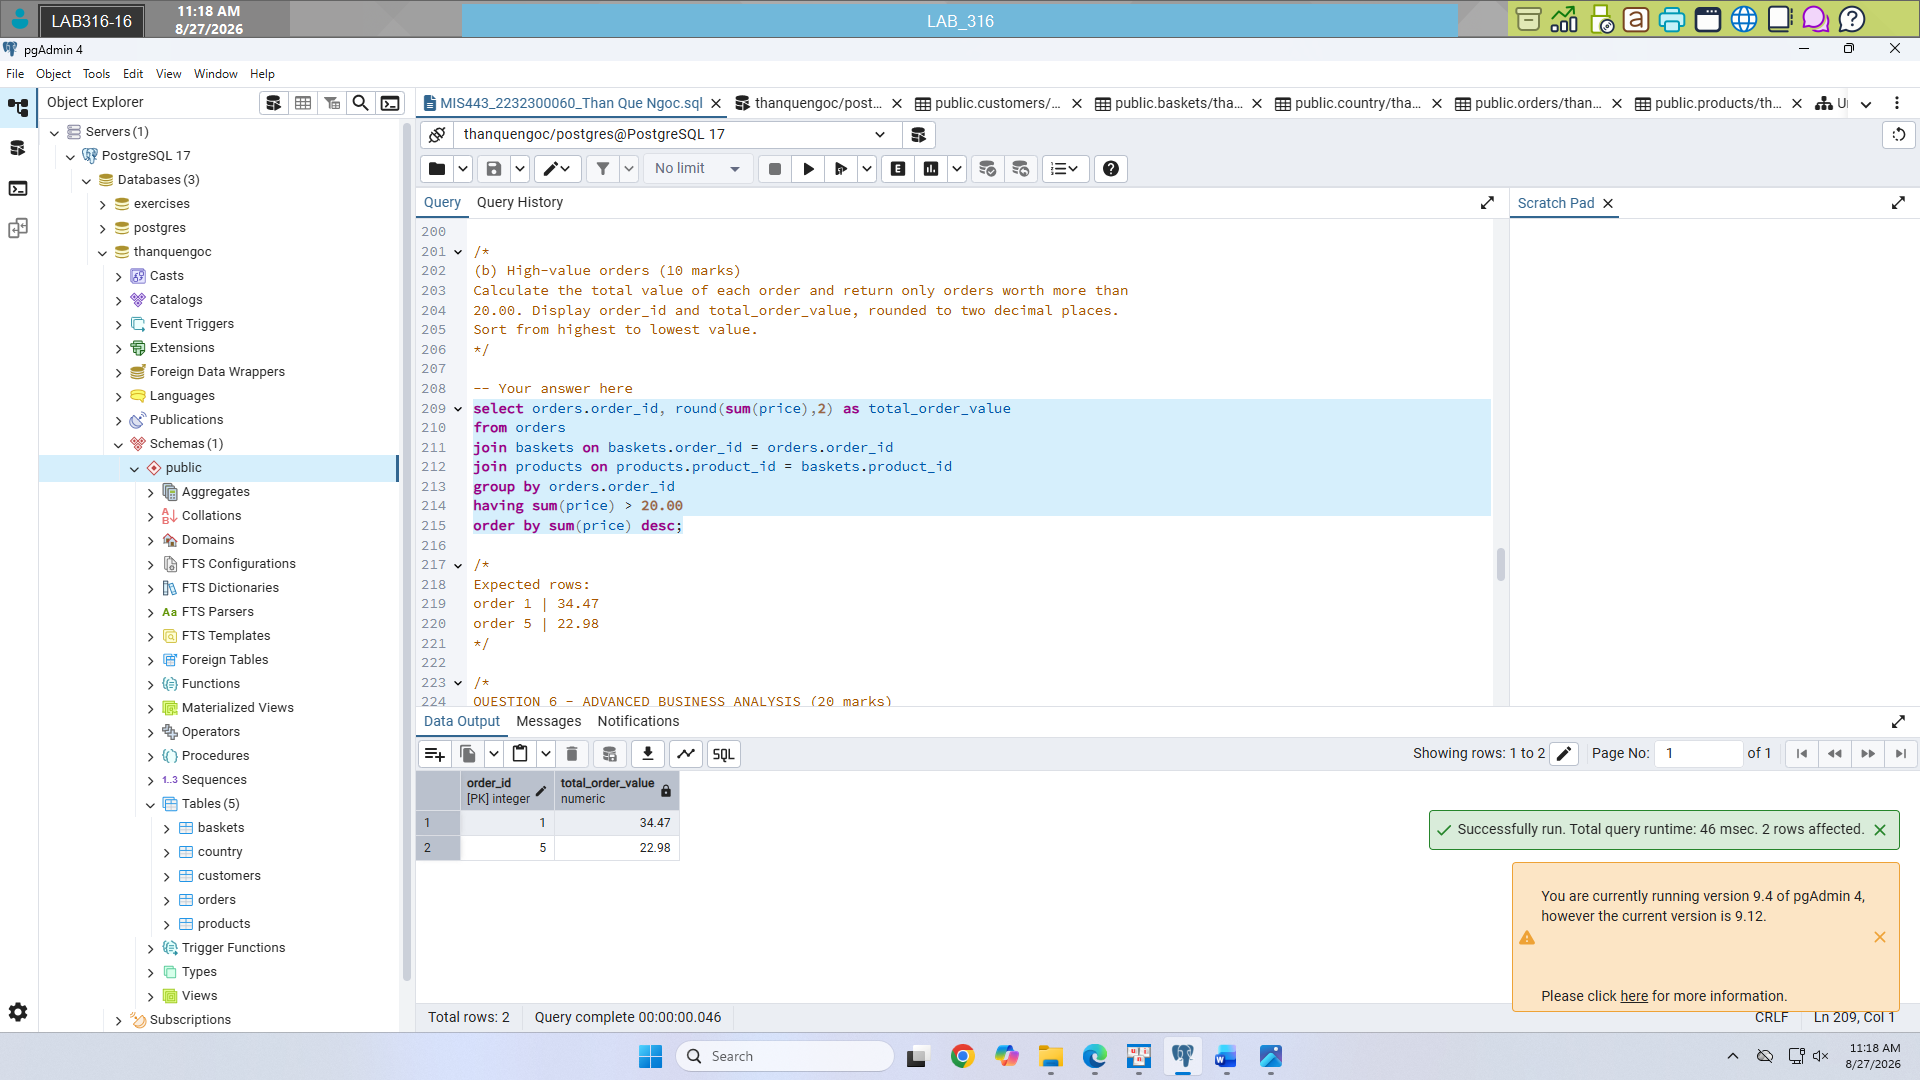 LAB316-16
11:18 AM
8/27/2026
LAB_316
pgAdmin 4
File Object Tools Edit View Window Help
Object Explorer
Servers (1)
PostgreSQL 17
Databases (3)
exercises
postgres
thanquengoc
Casts
Catalogs
Event Triggers
Extensions
Foreign Data Wrappers
Languages
Publications
Schemas (1)
public
Aggregates
Collations
Domains
FTS Configurations
FTS Dictionaries
FTS Parsers
FTS Templates
Foreign Tables
Functions
Materialized Views
Operators
Procedures
1..3 Sequences
Tables (5)
baskets
country
customers
orders
products
Trigger Functions
Types
Views
Subscriptions
MIS443_2232300060_Than Que Ngoc.sql thanquengoc/post... public.customers/... public.baskets/tha... public.country/tha... public.orders/than... public.products/th...
thanquengoc/postgres@PostgreSQL 17
No limit
Query Query History
Scratch Pad
200
201 /*
202 (b) High-value orders (10 marks)
203 Calculate the total value of each order and return only orders worth more than
204 20.00. Display order_id and total_order_value, rounded to two decimal places.
205 Sort from highest to lowest value.
206 */
207
208 -- Your answer here
209 select orders.order_id, round(sum(price),2) as total_order_value
210 from orders
211 join baskets on baskets.order_id = orders.order_id
212 join products on products.product_id = baskets.product_id
213 group by orders.order_id
214 having sum(price) > 20.00
215 order by sum(price) desc;
216
217 /*
218 Expected rows:
219 order 1 | 34.47
220 order 5 | 22.98
221 */
222
223 /*
224 QUESTION 6 - ADVANCED BUSINESS ANALYSIS (20 marks)
Data Output Messages Notifications
SQL
Showing rows: 1 to 2 Page No: 1 of 1
order_id [PK] integer total_order_value numeric
1 1 34.47
2 5 22.98
Successfully run. Total query runtime: 46 msec. 2 rows affected.
You are currently running version 9.4 of pgAdmin 4,
however the current version is 9.12.
Please click here for more information.
Total rows: 2 Query complete 00:00:00.046 CRLF Ln 209, Col 1
Search
11:18 AM
8/27/2026